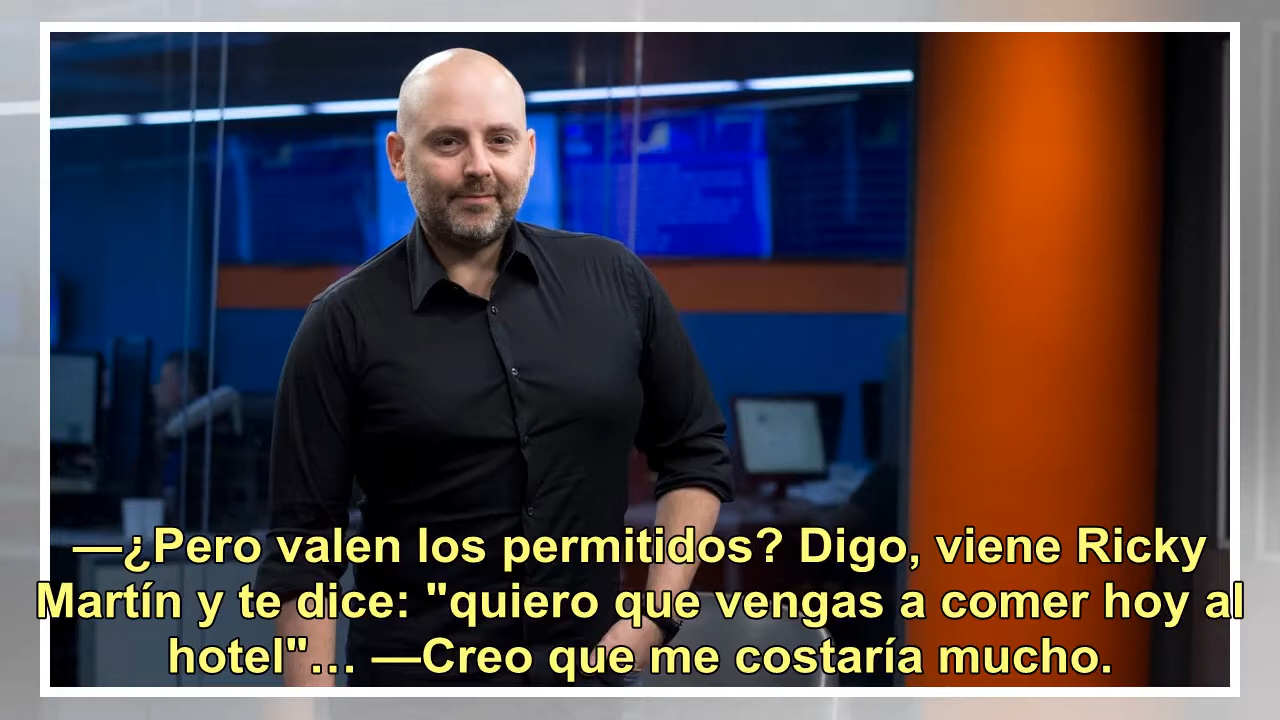 —¿Pero valen los permitidos? Digo, viene Ricky
Martín y te dice: "quiero que vengas a comer hoy al
hotel"… —Creo que me costaría mucho.